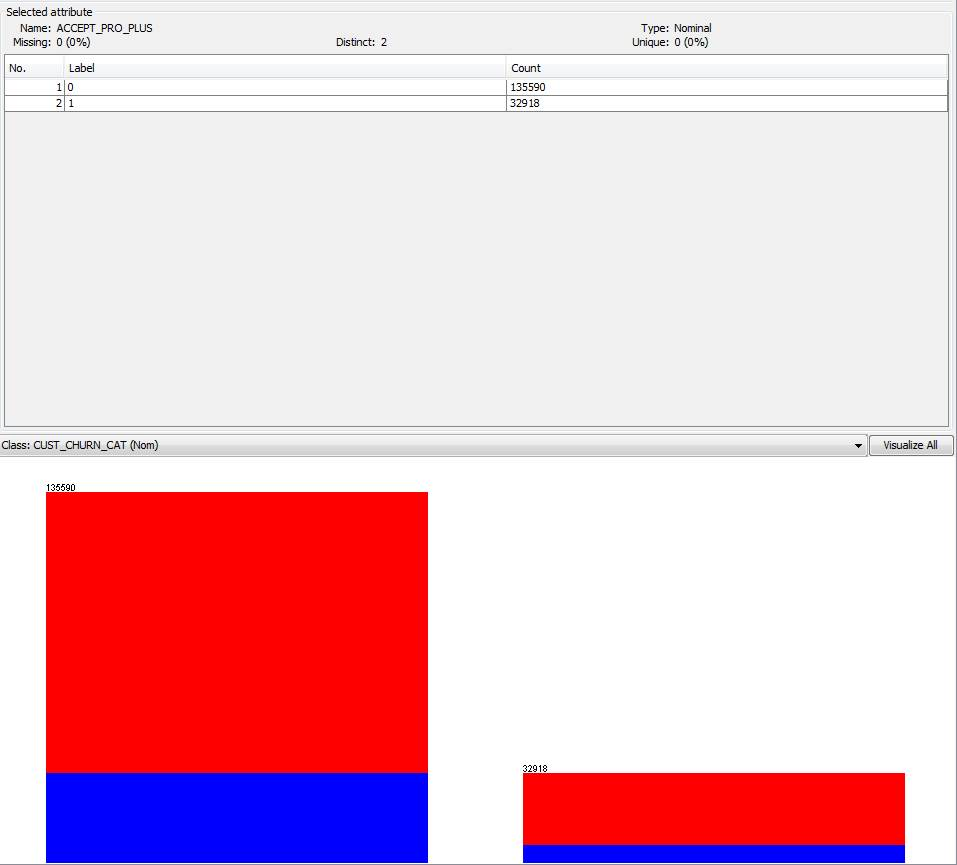 Selected attribute
Name: ACCEPT_PRO_PLUS Type: Nominal
Missing: 0 (0%) Distinct: 2 Unique: 0 (0%)
No. Label Count
1 0 135590
2 1 32918
Class: CUST_CHURN_CAT (Nom) Visualize All
135590
32918